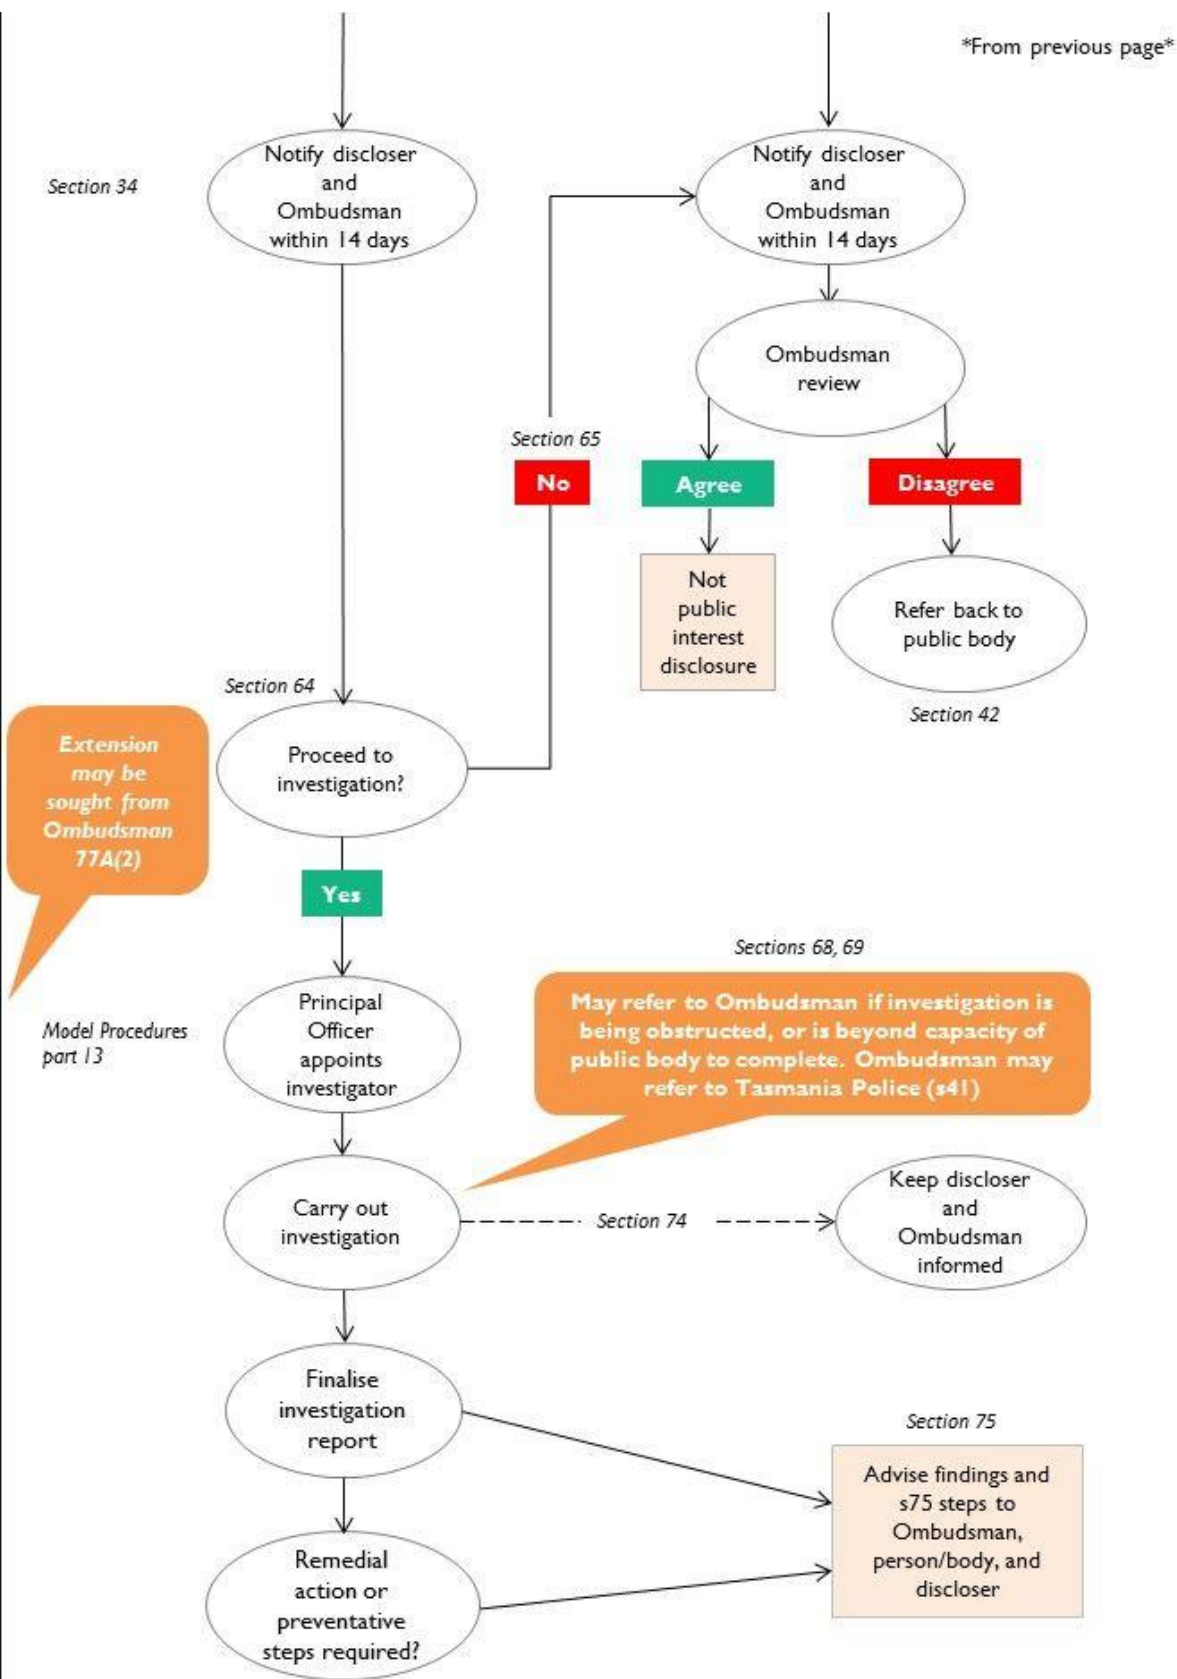 *From previous page*
Section 34
Notify discloser
and
Ombudsman
within 14 days
Notify discloser
and
Ombudsman
within 14 days
Ombudsman
review
Section 65
No
Agree
Disagree
Not
public
interest
disclosure
Refer back to
public body
Section 42
Section 64
Proceed to
investigation?
Extension
may be
sought from
Ombudsman
77A(2)
Yes
Model Procedures
part 13
Principal
Officer
appoints
investigator
Sections 68, 69
May refer to Ombudsman if investigation is
being obstructed, or is beyond capacity of
public body to complete. Ombudsman may
refer to Tasmania Police (s41)
Carry out
investigation
Section 74
Keep discloser
and
Ombudsman
informed
Finalise
investigation
report
Section 75
Advise findings and
s75 steps to
Ombudsman,
person/body, and
discloser
Remedial
action or
preventative
steps required?